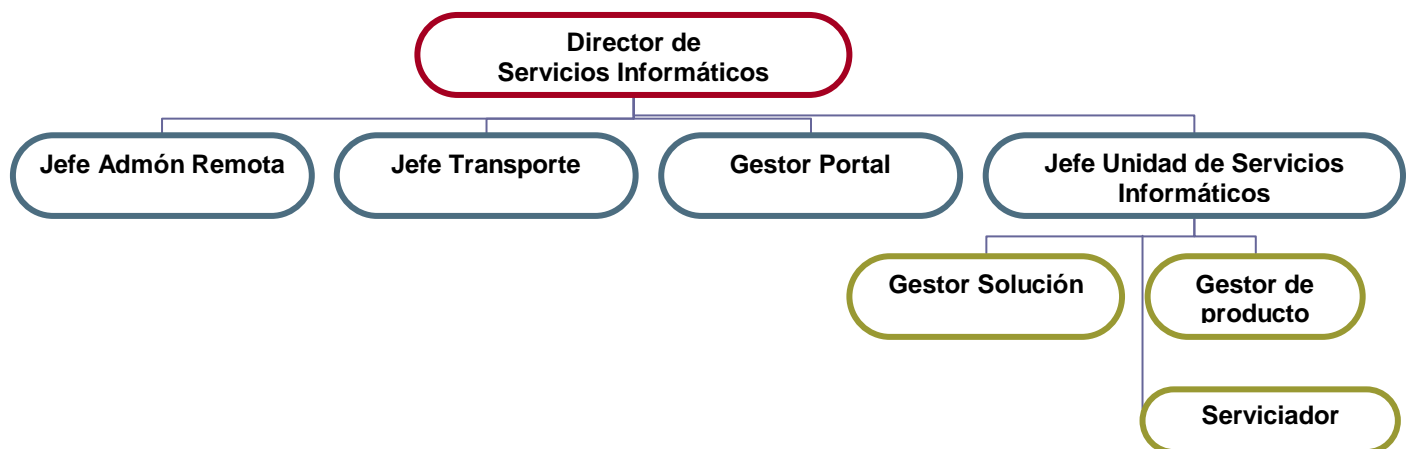 Director de
Servicios Informáticos
Jefe Admón Remota
Jefe Transporte
Gestor Portal
Jefe Unidad de Servicios
Informáticos
Gestor Solución
Gestor de
producto
Serviciador